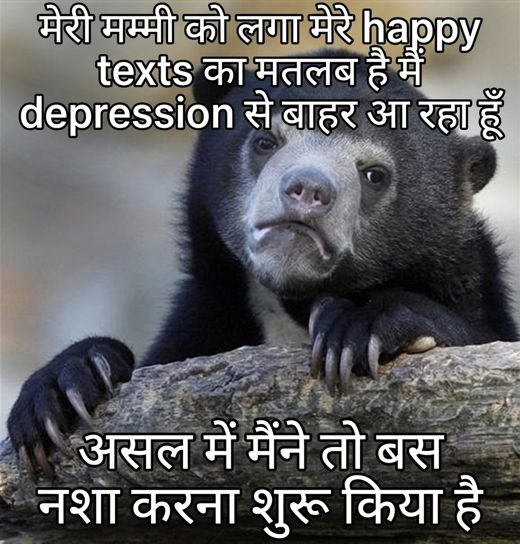 मेरी मम्मी को लगा मेरे happy
texts का मतलब है मैं
depression से बाहर आ रहा हूँ
असल में मैंने तो बस
नशा करना शुरू किया है